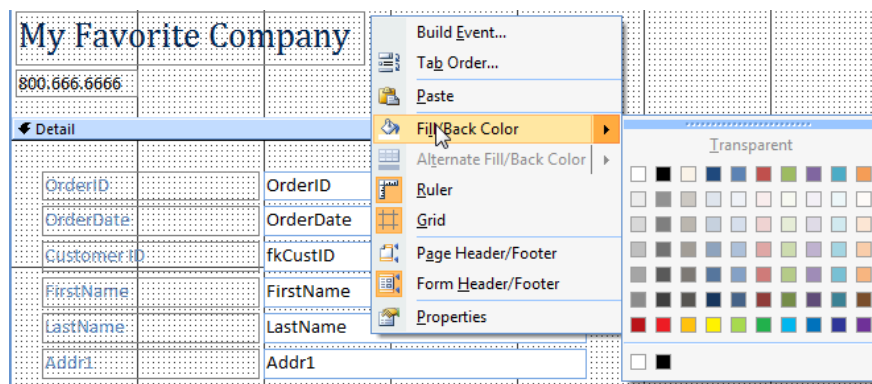 My Favorite Company
800.666.6666
Detail
OrderID OrderID
OrderDate OrderDate
Customer ID fkCustID
FirstName FirstName
LastName LastName
Addr1 Addr1
Build Event...
Tab Order...
Paste
Fill/Back Color
Alternate Fill/Back Color
Ruler
Grid
Page Header/Footer
Form Header/Footer
Properties
Transparent